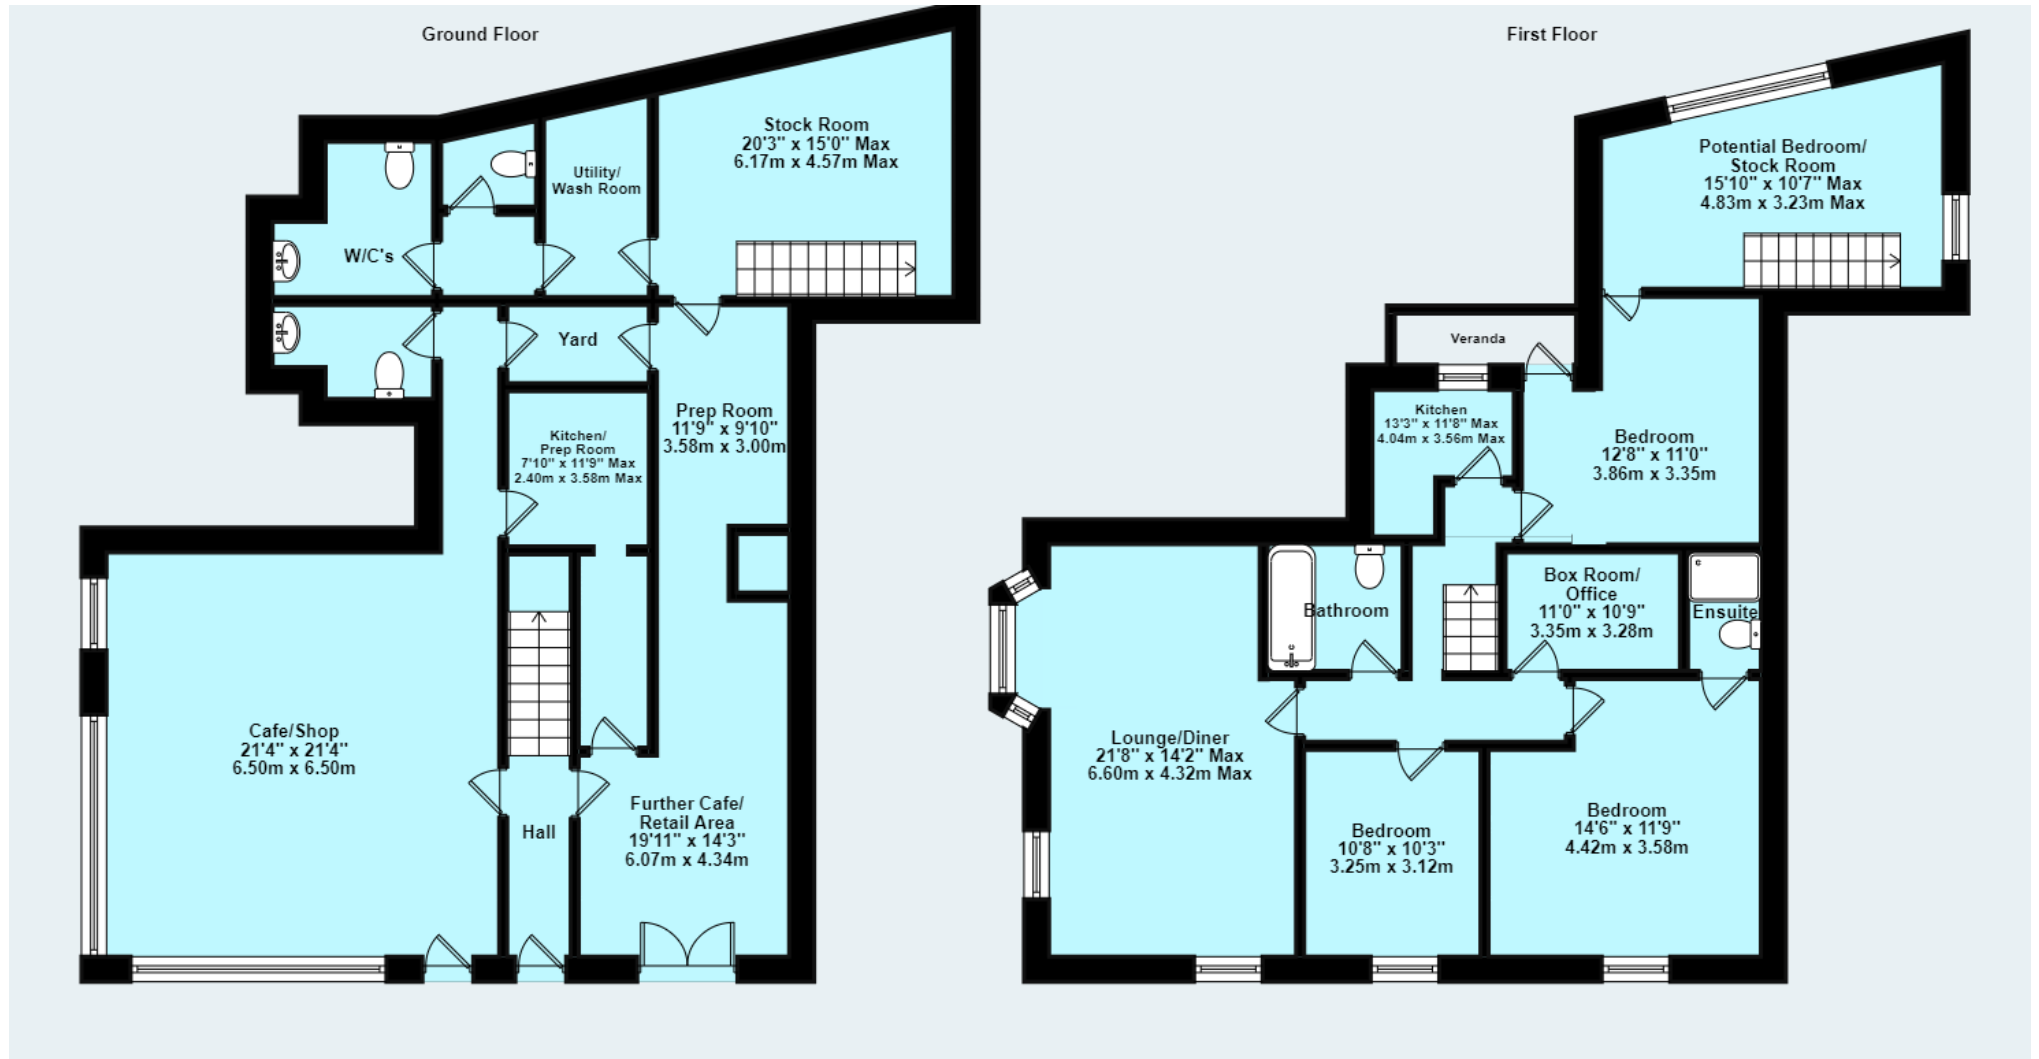 Ground Floor
Stock Room
20'3" x 15'0" Max
6.17m x 4.57m Max
Utility/
Wash Room
W/C's
Yard
Prep Room
11'9" x 9'10"
3.58m x 3.00m
Kitchen/
Prep Room
7'10" x 11'9" Max
2.40m x 3.58m Max
Cafe/Shop
21'4" x 21'4"
6.50m x 6.50m
Hall
Further Cafe/
Retail Area
19'11" x 14'3"
6.07m x 4.34m
First Floor
Potential Bedroom/
Stock Room
15'10" x 10'7" Max
4.83m x 3.23m Max
Veranda
Kitchen
13'3" x 11'8" Max
4.04m x 3.56m Max
Bedroom
12'8" x 11'0"
3.86m x 3.35m
Bathroom
Box Room/
Office
11'0" x 10'9"
3.35m x 3.28m
Ensuite
Lounge/Diner
21'8" x 14'2" Max
6.60m x 4.32m Max
Bedroom
10'8" x 10'3"
3.25m x 3.12m
Bedroom
14'6" x 11'9"
4.42m x 3.58m